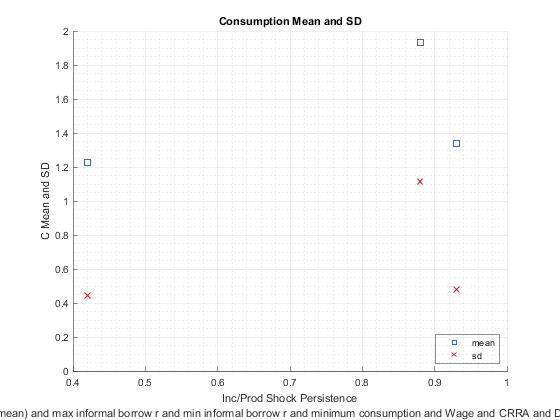 Consumption Mean and SD
2
1.8
1.6
1.4
1.2
1
0.8
0.6
0.4
0.2
0
C Mean and SD
mean
sd
0.4 0.5 0.6 0.7 0.8 0.9 1
Inc/Prod Shock Persistence
mean) and max informal borrow r and min informal borrow r and minimum consumption and Wage and CRRA and